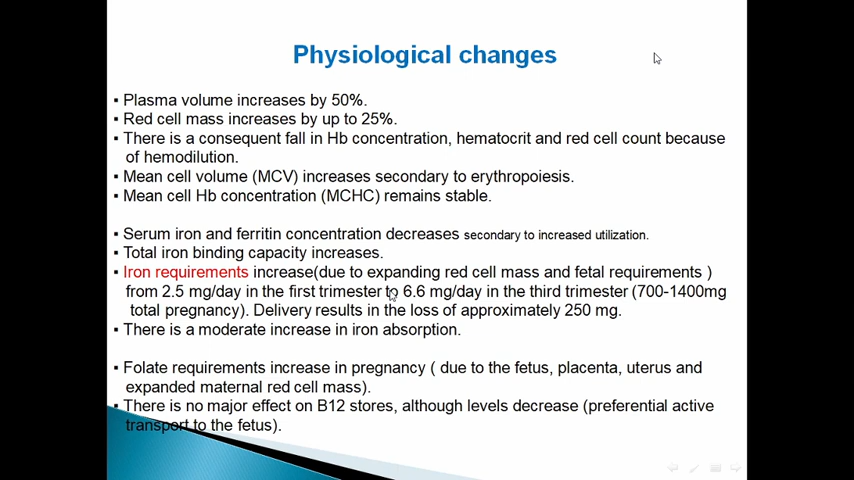 Physiological changes
▪ Plasma volume increases by 50%.
▪ Red cell mass increases by up to 25%.
▪ There is a consequent fall in Hb concentration, hematocrit and red cell count because
of hemodilution.
▪ Mean cell volume (MCV) increases secondary to erythropoiesis.
▪ Mean cell Hb concentration (MCHC) remains stable.
▪ Serum iron and ferritin concentration decreases secondary to increased utilization.
▪ Total iron binding capacity increases.
▪ Iron requirements increase(due to expanding red cell mass and fetal requirements )
from 2.5 mg/day in the first trimester to 6.6 mg/day in the third trimester (700-1400mg
total pregnancy). Delivery results in the loss of approximately 250 mg.
▪ There is a moderate increase in iron absorption.
▪ Folate requirements increase in pregnancy ( due to the fetus, placenta, uterus and
expanded maternal red cell mass).
▪ There is no major effect on B12 stores, although levels decrease (preferential active
transport to the fetus).